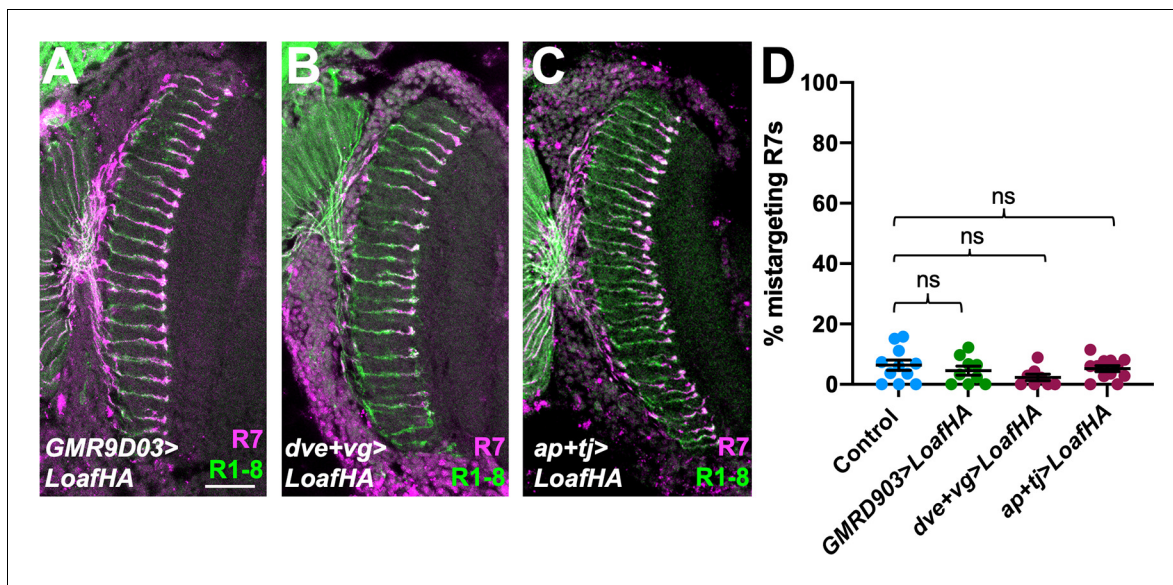 A
GMR9D03>
LoafHA
R7
R1-8
B
dve+vg>
LoafHA
R7
R1-8
C
ap+tj>
LoafHA
R7
R1-8
D
% mistargeting R7s
100
80
60
40
20
0
ns
ns
ns
Control
GMRD903>LoafHA
dve+vg>LoafHA
ap+tj>LoafHA